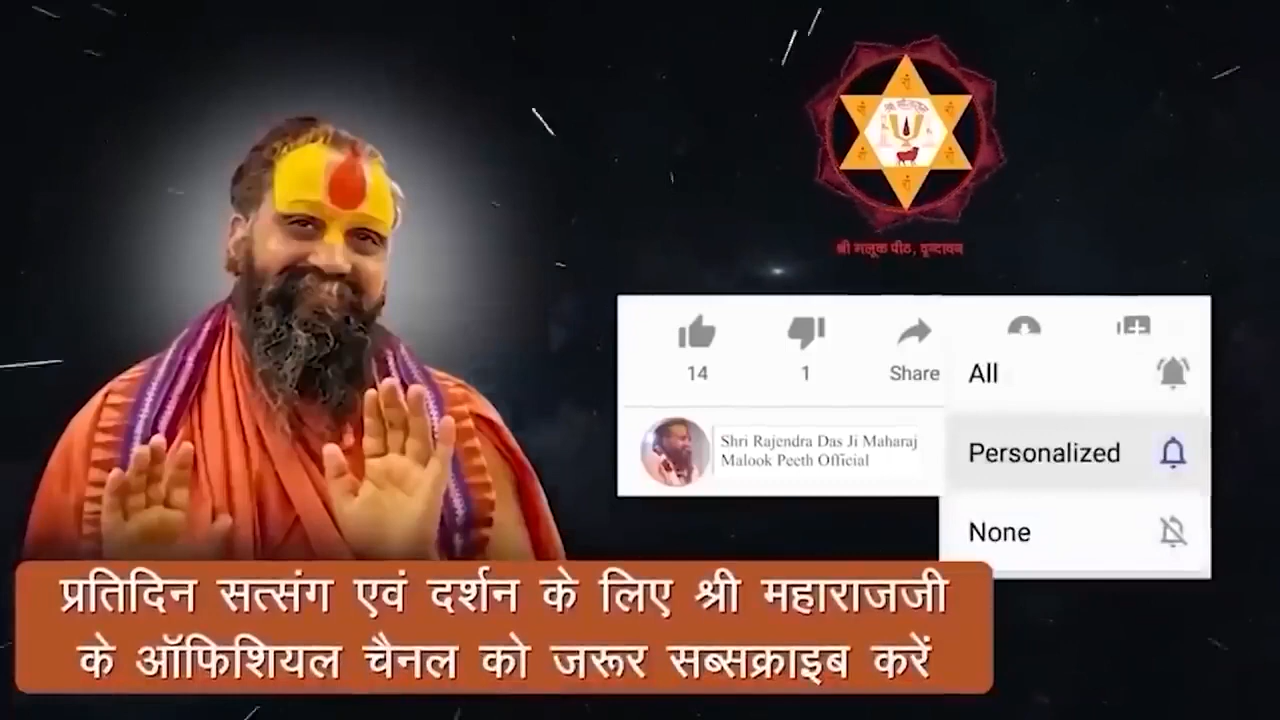 श्री मलूक पीठ, वृन्दावन
14
1
Share
All
Shri Rajendra Das Ji Maharaj
Malook Peeth Official
Personalized
None
प्रतिदिन सत्संग एवं दर्शन के लिए श्री महाराजजी
के ऑफिशियल चैनल को जरूर सब्सक्राइब करें